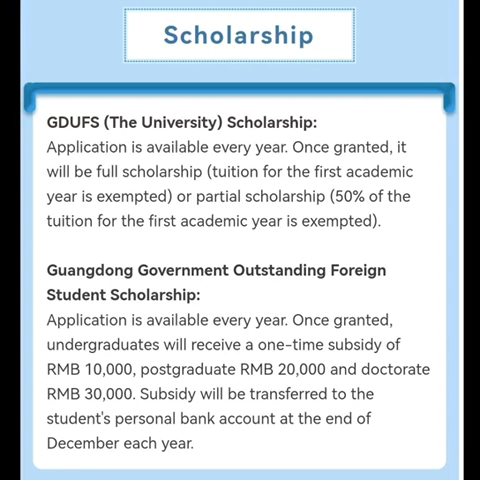 Scholarship
GDUFS (The University) Scholarship:
Application is available every year. Once granted, it
will be full scholarship (tuition for the first academic
year is exempted) or partial scholarship (50% of the
tuition for the first academic year is exempted).
Guangdong Government Outstanding Foreign
Student Scholarship:
Application is available every year. Once granted,
undergraduates will receive a one-time subsidy of
RMB 10,000, postgraduate RMB 20,000 and doctorate
RMB 30,000. Subsidy will be transferred to the
student's personal bank account at the end of
December each year.